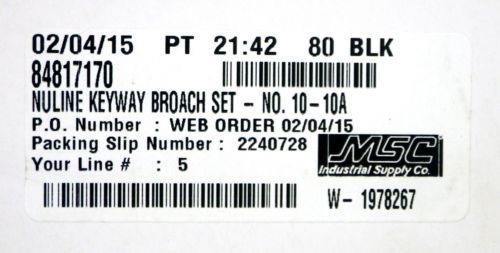 02/04/15 PT 21:42 80 BLK
84817170
NULINE KEYWAY BROACH SET - NO. 10-10A
P.O. Number : WEB ORDER 02/04/15
Packing Slip Number : 2240728
Your Line # : 5
MSC
Industrial Supply Co.
W- 1978267